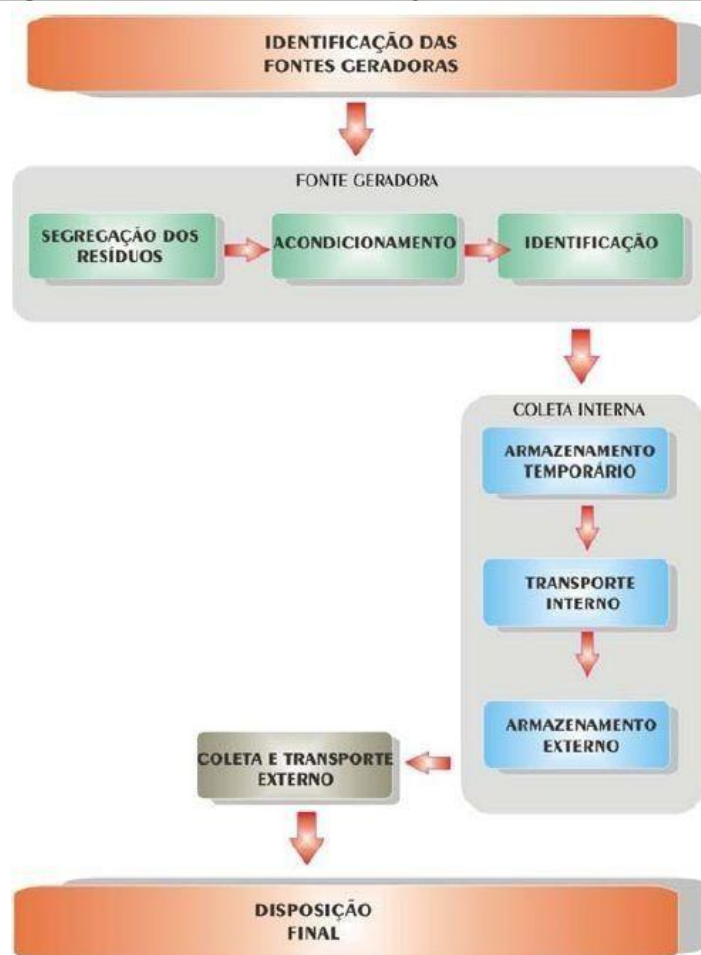 IDENTIFICAÇÃO DAS
FONTES GERADORAS
FONTE GERADORA
SEGREGAÇÃO DOS
RESÍDUOS
ACONDICIONAMENTO
IDENTIFICAÇÃO
COLETA INTERNA
ARMAZENAMENTO
TEMPORÁRIO
TRANSPORTE
INTERNO
ARMAZENAMENTO
EXTERNO
COLETA E TRANSPORTE
EXTERNO
DISPOSIÇÃO
FINAL